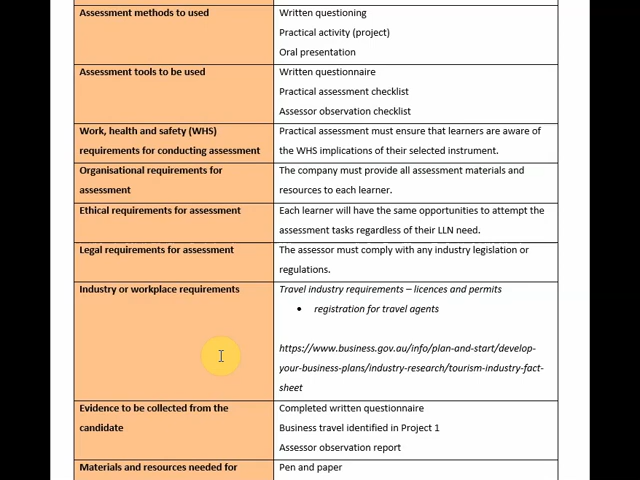 Assessment methods to used
Written questioning
Practical activity (project)
Oral presentation
Assessment tools to be used
Written questionnaire
Practical assessment checklist
Assessor observation checklist
Work, health and safety (WHS)
requirements for conducting assessment
Practical assessment must ensure that learners are aware of
the WHS implications of their selected instrument.
Organisational requirements for
assessment
The company must provide all assessment materials and
resources to each learner.
Ethical requirements for assessment
Each learner will have the same opportunities to attempt the
assessment tasks regardless of their LLN need.
Legal requirements for assessment
The assessor must comply with any industry legislation or
regulations.
Industry or workplace requirements
Travel industry requirements – licences and permits
• registration for travel agents
https://www.business.gov.au/info/plan-and-start/develop-
your-business-plans/industry-research/tourism-industry-fact-
sheet
Evidence to be collected from the
candidate
Completed written questionnaire
Business travel identified in Project 1
Assessor observation report
Materials and resources needed for
Pen and paper